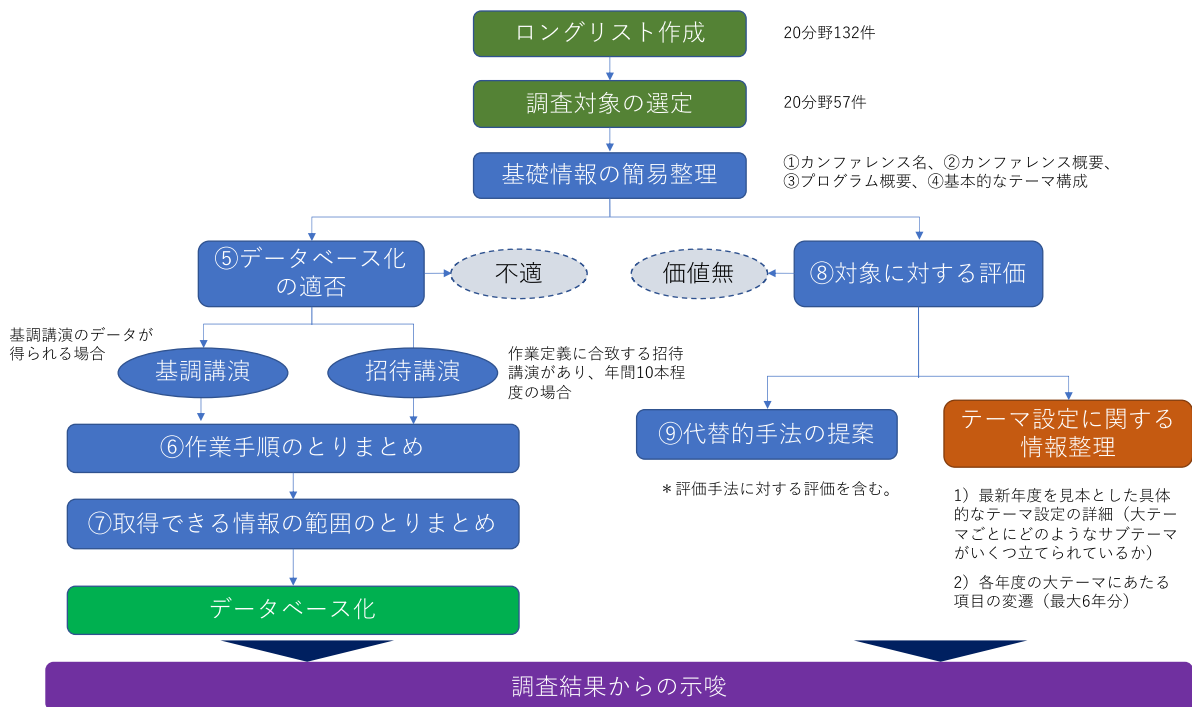 ロングリスト作成
20分野132件
調査対象の選定
20分野57件
基礎情報の簡易整理
①カンファレンス名、②カンファレンス概要、
③プログラム概要、④基本的なテーマ構成
⑤データベース化
の適否
不適
価値無
⑧対象に対する評価
基調講演のデータが
得られる場合
基調講演
招待講演
作業定義に合致する招待
講演があり、年間10本程
度の場合
⑥作業手順のとりまとめ
⑦取得できる情報の範囲のとりまとめ
データベース化
⑨代替的手法の提案
＊評価手法に対する評価を含む。
テーマ設定に関する
情報整理
1）最新年度を見本とした具体
的なテーマ設定の詳細（大テー
マごとにどのようなサブテーマ
がいくつ立てられているか）
2）各年度の大テーマにあたる
項目の変遷（最大6年分）
調査結果からの示唆